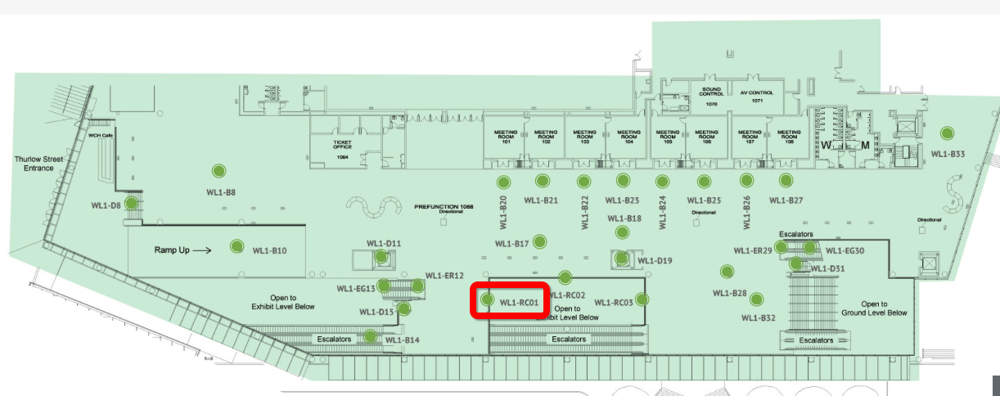 SOUND
CONTROL
1070
AV CONTROL
1071
WCH Cafe
TICKET
OFFICE
1064
MEETING
ROOM
101
MEETING
ROOM
102
MEETING
ROOM
103
MEETING
ROOM
104
MEETING
ROOM
105
MEETING
ROOM
106
MEETING
ROOM
107
MEETING
ROOM
108
W
M
WL1-B33
Thurlow Street
Entrance
WL1-B8
WL1-D8
PREFUNCTION 1068
Directional
WL1-B20
WL1-B21
WL1-B22
WL1-B23
WL1-B24
WL1-B25
WL1-B26
WL1-B27
WL1-B18
Directional
Directional
Ramp Up
WL1-B10
WL1-D11
WL1-B17
WL1-D19
Escalators
WL1-ER29
WL1-EG30
WL1-D31
WL1-ER12
WL1-EG13
WL1-D15
Open to
Exhibit Level Below
WL1-RC01
WL1-RC02
WL1-RC03
Open to
Exhibit Level Below
WL1-B28
WL1-B32
Open to
Ground Level Below
Escalators
WL1-B14
Escalators
Escalators